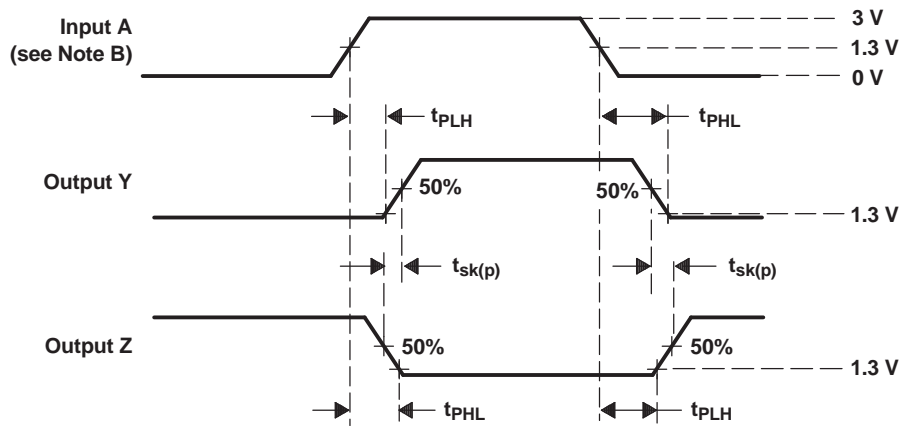 Input A
(see Note B)
3 V
1.3 V
0 V
tPLH
tPHL
Output Y
50%
50%
1.3 V
tsk(p)
tsk(p)
Output Z
50%
50%
1.3 V
tPHL
tPLH